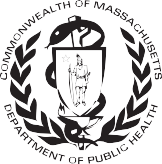 COMMONWEALTH OF MASSACHUSETTS
DEPARTMENT OF PUBLIC HEALTH